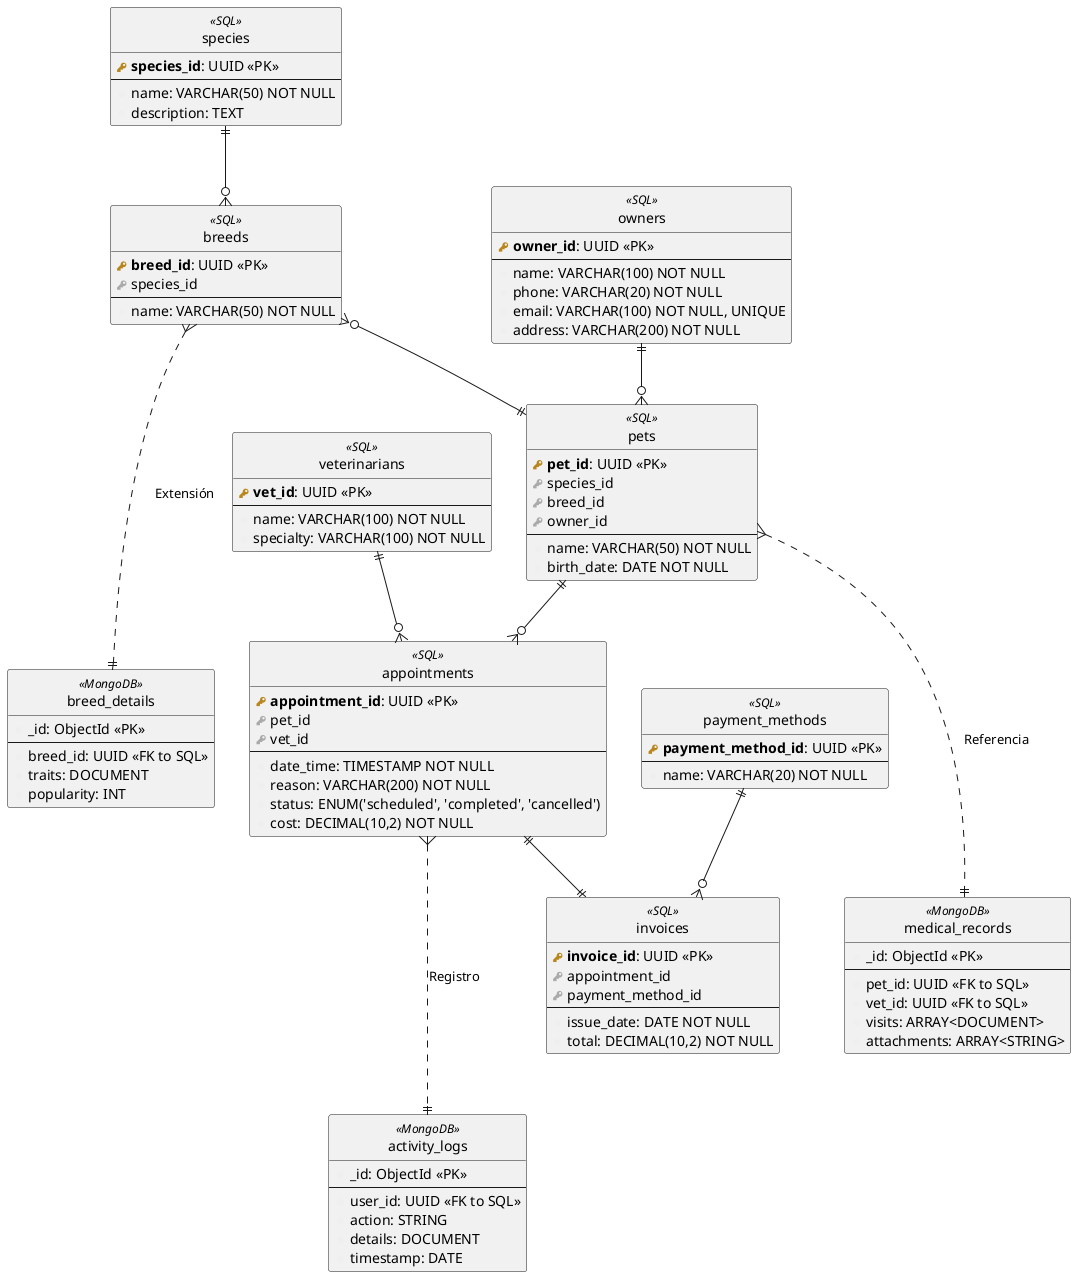 «SQL»
species
species_id: UUID «PK»
name: VARCHAR(50) NOT NULL
description: TEXT
«SQL»
breeds
breed_id: UUID «PK»
species_id
name: VARCHAR(50) NOT NULL
«SQL»
owners
owner_id: UUID «PK»
name: VARCHAR(100) NOT NULL
phone: VARCHAR(20) NOT NULL
email: VARCHAR(100) NOT NULL, UNIQUE
address: VARCHAR(200) NOT NULL
«SQL»
veterinarians
vet_id: UUID «PK»
name: VARCHAR(100) NOT NULL
specialty: VARCHAR(100) NOT NULL
«SQL»
pets
pet_id: UUID «PK»
species_id
breed_id
owner_id
name: VARCHAR(50) NOT NULL
birth_date: DATE NOT NULL
Extensión
«MongoDB»
breed_details
_id: ObjectId «PK»
breed_id: UUID «FK to SQL»
traits: DOCUMENT
popularity: INT
«SQL»
appointments
appointment_id: UUID «PK»
pet_id
vet_id
date_time: TIMESTAMP NOT NULL
reason: VARCHAR(200) NOT NULL
status: ENUM('scheduled', 'completed', 'cancelled')
cost: DECIMAL(10,2) NOT NULL
«SQL»
payment_methods
payment_method_id: UUID «PK»
name: VARCHAR(20) NOT NULL
Referencia
«SQL»
invoices
invoice_id: UUID «PK»
appointment_id
payment_method_id
issue_date: DATE NOT NULL
total: DECIMAL(10,2) NOT NULL
«MongoDB»
medical_records
_id: ObjectId «PK»
pet_id: UUID «FK to SQL»
vet_id: UUID «FK to SQL»
visits: ARRAY<DOCUMENT>
attachments: ARRAY<STRING>
Registro
«MongoDB»
activity_logs
_id: ObjectId «PK»
user_id: UUID «FK to SQL»
action: STRING
details: DOCUMENT
timestamp: DATE